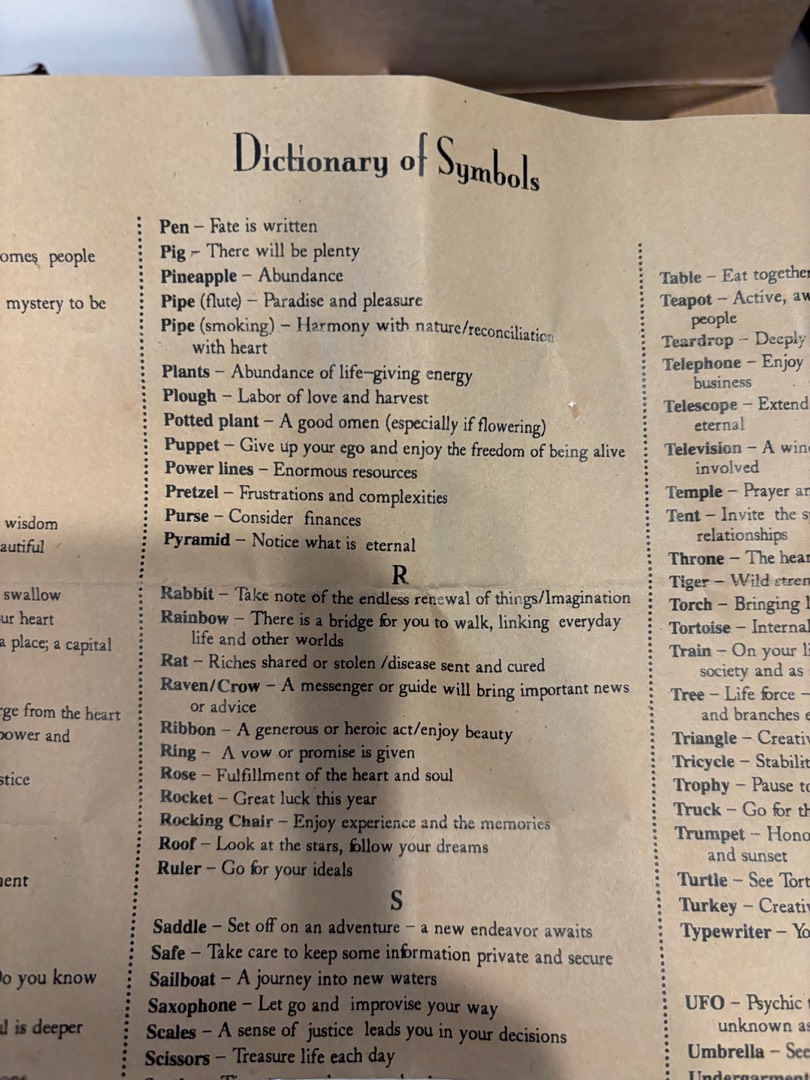 Dictionary of Symbols
omes people
mystery to be
wisdom
autiful
swallow
ur heart
a place; a capital
rge from the heart
power and
stice
ent
Do you know
l is deeper
Pen – Fate is written
Pig – There will be plenty
Pineapple – Abundance
Pipe (flute) – Paradise and pleasure
Pipe (smoking) – Harmony with nature/reconciliation
with heart
Plants – Abundance of life-giving energy
Plough – Labor of love and harvest
Potted plant – A good omen (especially if flowering)
Puppet – Give up your ego and enjoy the freedom of being alive
Power lines – Enormous resources
Pretzel – Frustrations and complexities
Purse – Consider finances
Pyramid – Notice what is eternal
R
Rabbit – Take note of the endless renewal of things/Imagination
Rainbow – There is a bridge for you to walk, linking everyday
life and other worlds
Rat – Riches shared or stolen /disease sent and cured
Raven/Crow – A messenger or guide will bring important news
or advice
Ribbon – A generous or heroic act/enjoy beauty
Ring – A vow or promise is given
Rose – Fulfillment of the heart and soul
Rocket – Great luck this year
Rocking Chair – Enjoy experience and the memories
Roof – Look at the stars, follow your dreams
Ruler – Go for your ideals
S
Saddle – Set off on an adventure – a new endeavor awaits
Safe – Take care to keep some information private and secure
Sailboat – A journey into new waters
Saxophone – Let go and improvise your way
Scales – A sense of justice leads you in your decisions
Scissors – Treasure life each day
Table – Eat together
Teapot – Active, aw
people
Teardrop – Deeply
Telephone – Enjoy
business
Telescope – Extend
eternal
Television – A win
involved
Temple – Prayer an
Tent – Invite the s
relationships
Throne – The hear
Tiger – Wild stren
Torch – Bringing l
Tortoise – Internal
Train – On your li
society and as
Tree – Life force –
and branches e
Triangle – Creativ
Tricycle – Stabilit
Trophy – Pause to
Truck – Go for th
Trumpet – Hono
and sunset
Turtle – See Tort
Turkey – Creativ
Typewriter – Yo
UFO – Psychic
unknown as
Umbrella – See
Undergarment